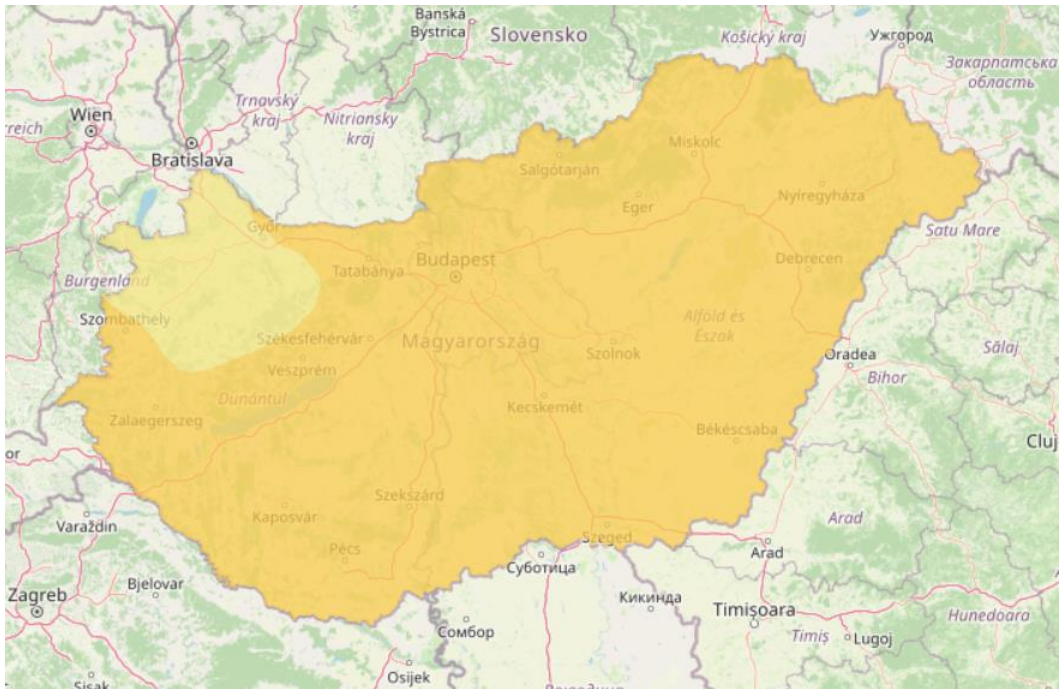 Banská
Bystrica
Slovensko
Košický kraj
Ужгород
Закарпатська
область
Wien
Trnavský
kraj
Nitriansky
kraj
Bratislava
Salgótarján
Miskolc
Eger
Nyíregyháza
Satu Mare
Győr
Tatabánya
Budapest
Debrecen
Burgenland
Szombathely
Székesfehérvár
Magyarország
Alföld és
Észak
Szolnok
Veszprém
Oradea
Sălaj
Bihor
Dunántúl
Zalaegerszeg
Kecskemét
Békéscsaba
Cluj
Szekszárd
Kaposvár
Varaždin
Pécs
Szeged
Arad
Суботица
Arad
Zagreb
Bjelovar
Кикинда
Timișoara
Hunedoara
Сомбор
Timiș
Lugoj
Osijek